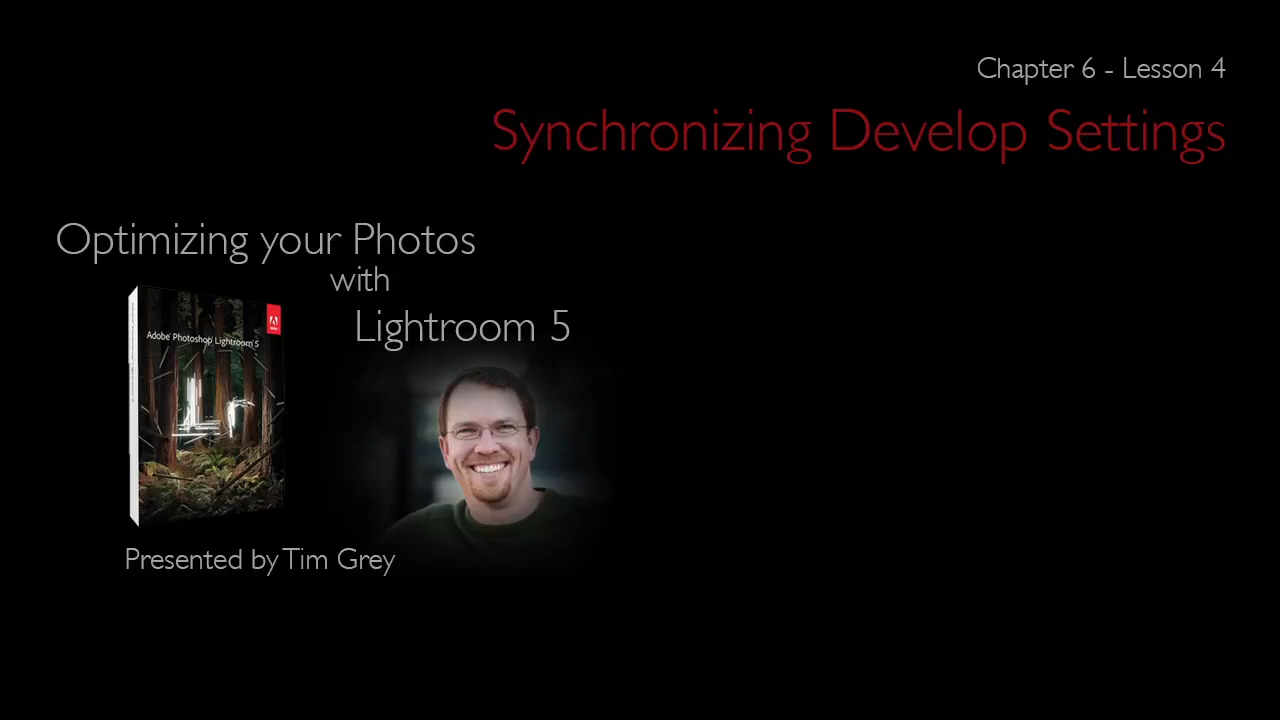 Chapter 6 - Lesson 4
Synchronizing Develop Settings
Optimizing your Photos
with
Lightroom 5
Adobe® Photoshop® Lightroom® 5
Presented by Tim Grey